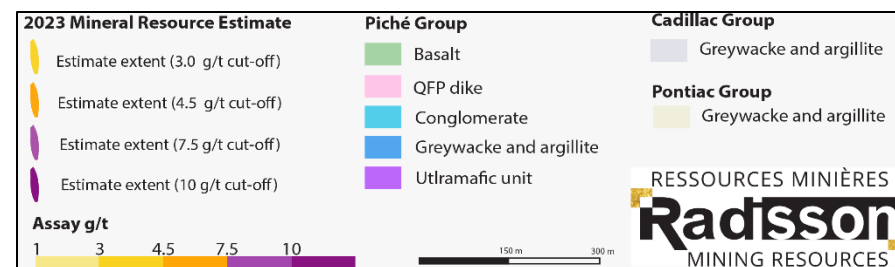 2023 Mineral Resource Estimate
Estimate extent (3.0 g/t cut-off)
Estimate extent (4.5 g/t cut-off)
Estimate extent (7.5 g/t cut-off)
Estimate extent (10 g/t cut-off)
Assay g/t
1 3 4.5 7.5 10
Piché Group
Basalt
QFP dike
Conglomerate
Greywacke and argillite
Utlramafic unit
150 m 300 m
Cadillac Group
Greywacke and argillite
Pontiac Group
Greywacke and argillite
RESSOURCES MINIÈRES
Radisson
MINING RESOURCES